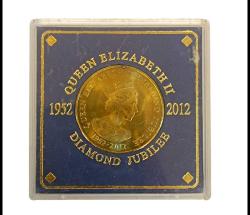 QUEEN ELIZABETH II
1952 2012
DIAMOND JUBILEE